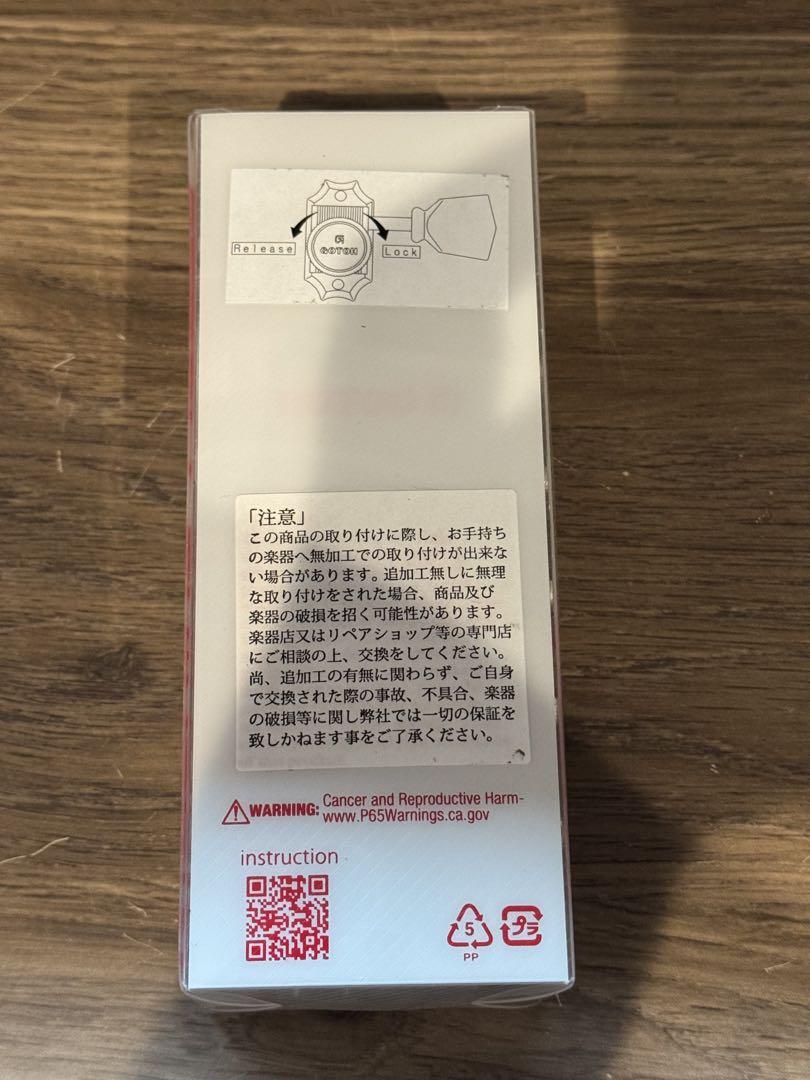 Release
GOTOH
Lock
「注意」
この商品の取り付けに際し、お手持ち
の楽器へ無加工での取り付けが出来な
い場合があります。追加工無しに無理
な取り付けをされた場合、商品及び
楽器の破損を招く可能性があります。
楽器店又はリペアショップ等の専門店
にご相談の上、交換をしてください。
尚、追加工の有無に関わらず、ご自身
で交換された際の事故、不具合、楽器
の破損等に関し弊社では一切の保証を
致しかねます事をご了承ください。
WARNING: Cancer and Reproductive Harm-
www.P65Warnings.ca.gov
instruction
5
PP
プラ